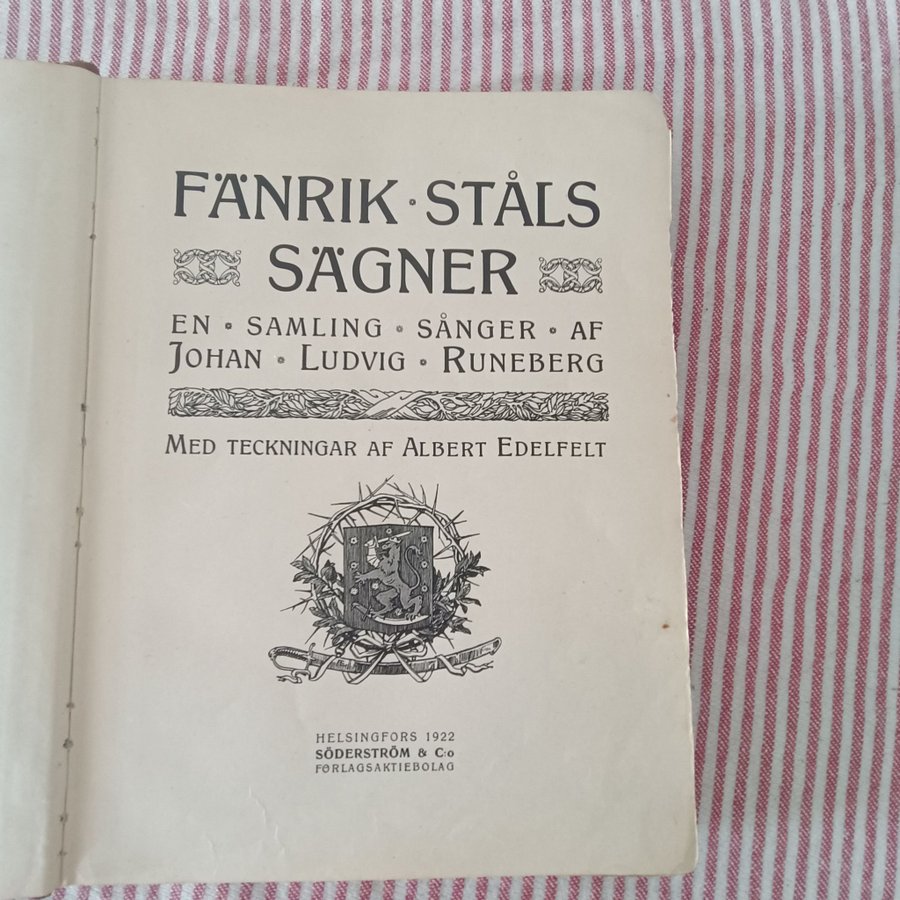 FÄNRIK · STÅLS
SÄGNER
EN · SAMLING · SÅNGER · AF
JOHAN · LUDVIG · RUNEBERG
MED TECKNINGAR AF ALBERT EDELFELT
HELSINGFORS 1922
SÖDERSTRÖM & C:o
FÖRLAGSAKTIEBOLAG